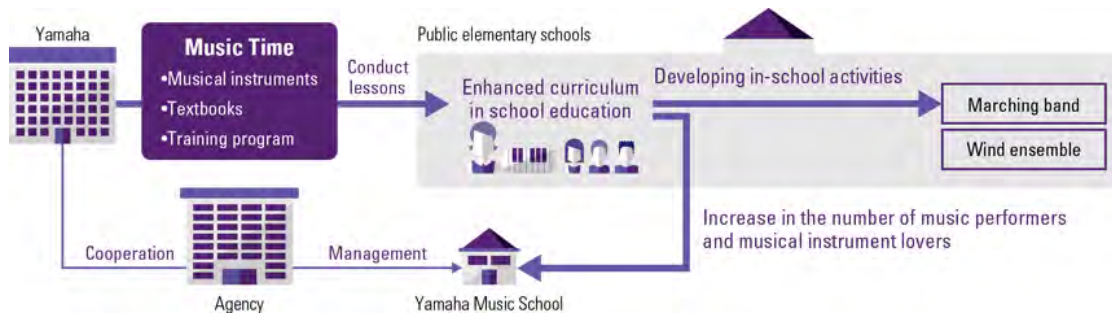 Yamaha
Music Time
•Musical instruments
•Textbooks
•Training program
Conduct
lessons
Public elementary schools
Enhanced curriculum
in school education
Developing in-school activities
Marching band
Wind ensemble
Increase in the number of music performers
and musical instrument lovers
Cooperation
Agency
Management
Yamaha Music School